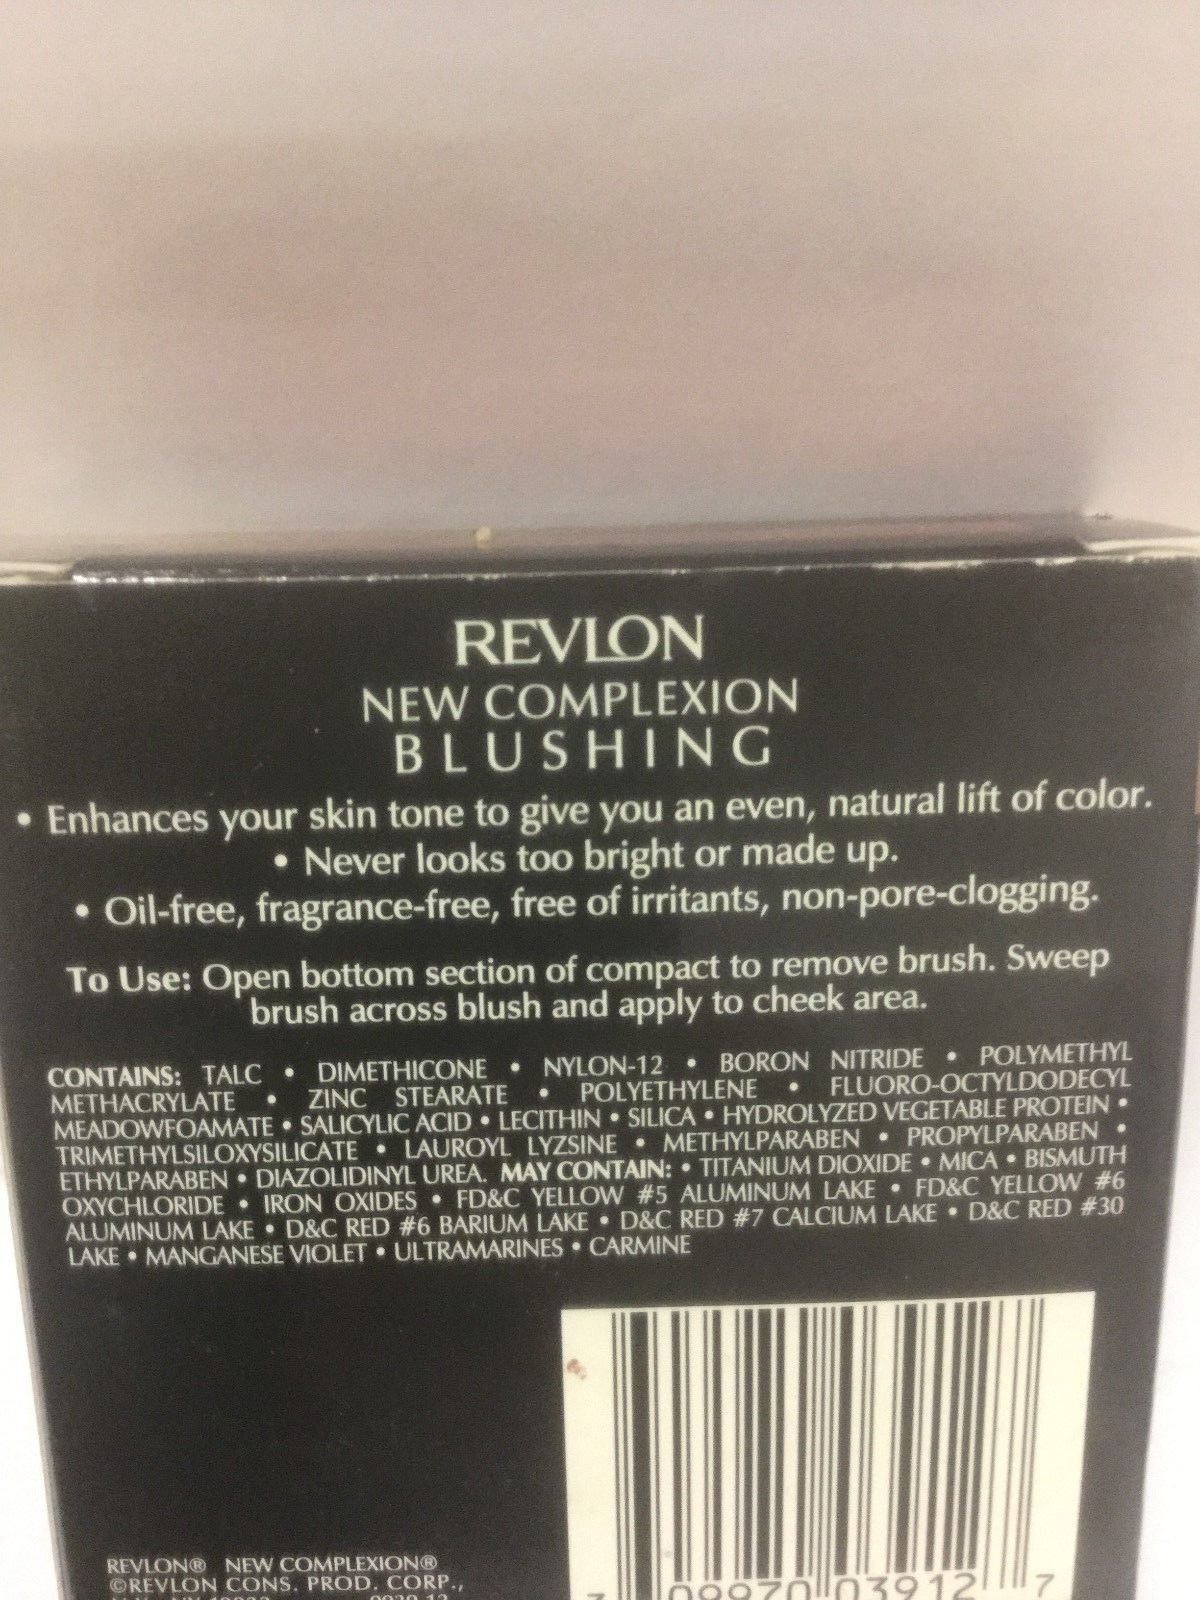 REVLON
NEW COMPLEXION
BLUSHING
• Enhances your skin tone to give you an even, natural lift of color.
• Never looks too bright or made up.
• Oil-free, fragrance-free, free of irritants, non-pore-clogging.
To Use: Open bottom section of compact to remove brush. Sweep
brush across blush and apply to cheek area.
CONTAINS: TALC • DIMETHICONE • NYLON-12 • BORON NITRIDE • POLYMETHYL
METHACRYLATE • ZINC STEARATE • POLYETHYLENE • FLUORO-OCTYLDODECYL
MEADOWFOAMATE • SALICYLIC ACID • LECITHIN • SILICA • HYDROLYZED VEGETABLE PROTEIN •
TRIMETHYLSILOXYSILICATE • LAUROYL LYZSINE • METHYLPARABEN • PROPYLPARABEN •
ETHYLPARABEN • DIAZOLIDINYL UREA. MAY CONTAIN: • TITANIUM DIOXIDE • MICA • BISMUTH
OXYCHLORIDE • IRON OXIDES • FD&C YELLOW #5 ALUMINUM LAKE • FD&C YELLOW #6
ALUMINUM LAKE • D&C RED #6 BARIUM LAKE • D&C RED #7 CALCIUM LAKE • D&C RED #30
LAKE • MANGANESE VIOLET • ULTRAMARINES • CARMINE
REVLON® NEW COMPLEXION®
©REVLON CONS. PROD. CORP.,
09970 03912 7